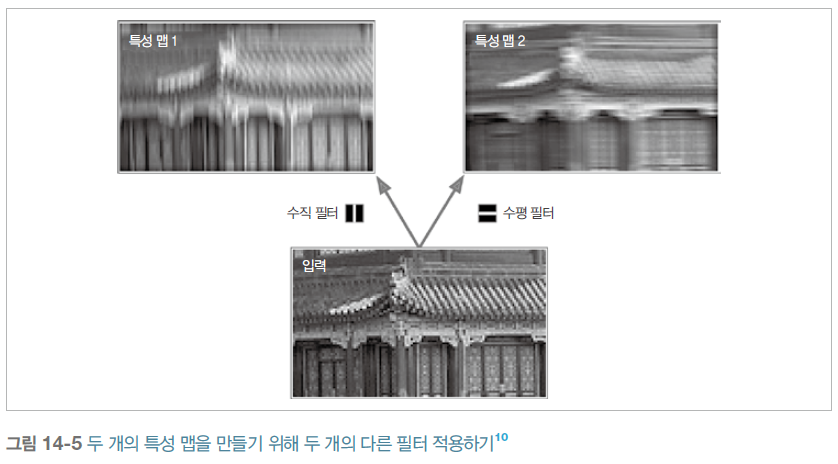 특성 맵 1
특성 맵 2
수직 필터
수평 필터
입력
그림 14-5 두 개의 특성 맵을 만들기 위해 두 개의 다른 필터 적용하기10